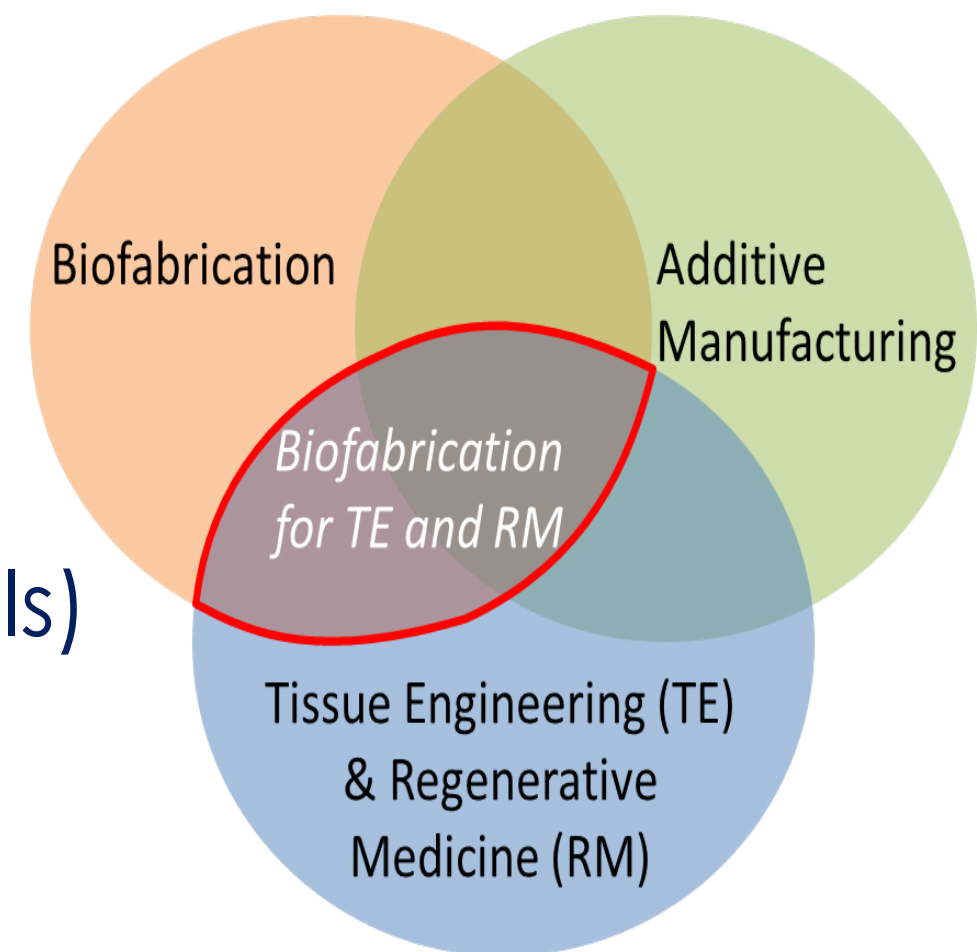 Biofabrication
Additive
Manufacturing
Biofabrication
for TE and RM
ls)
Tissue Engineering (TE)
& Regenerative
Medicine (RM)